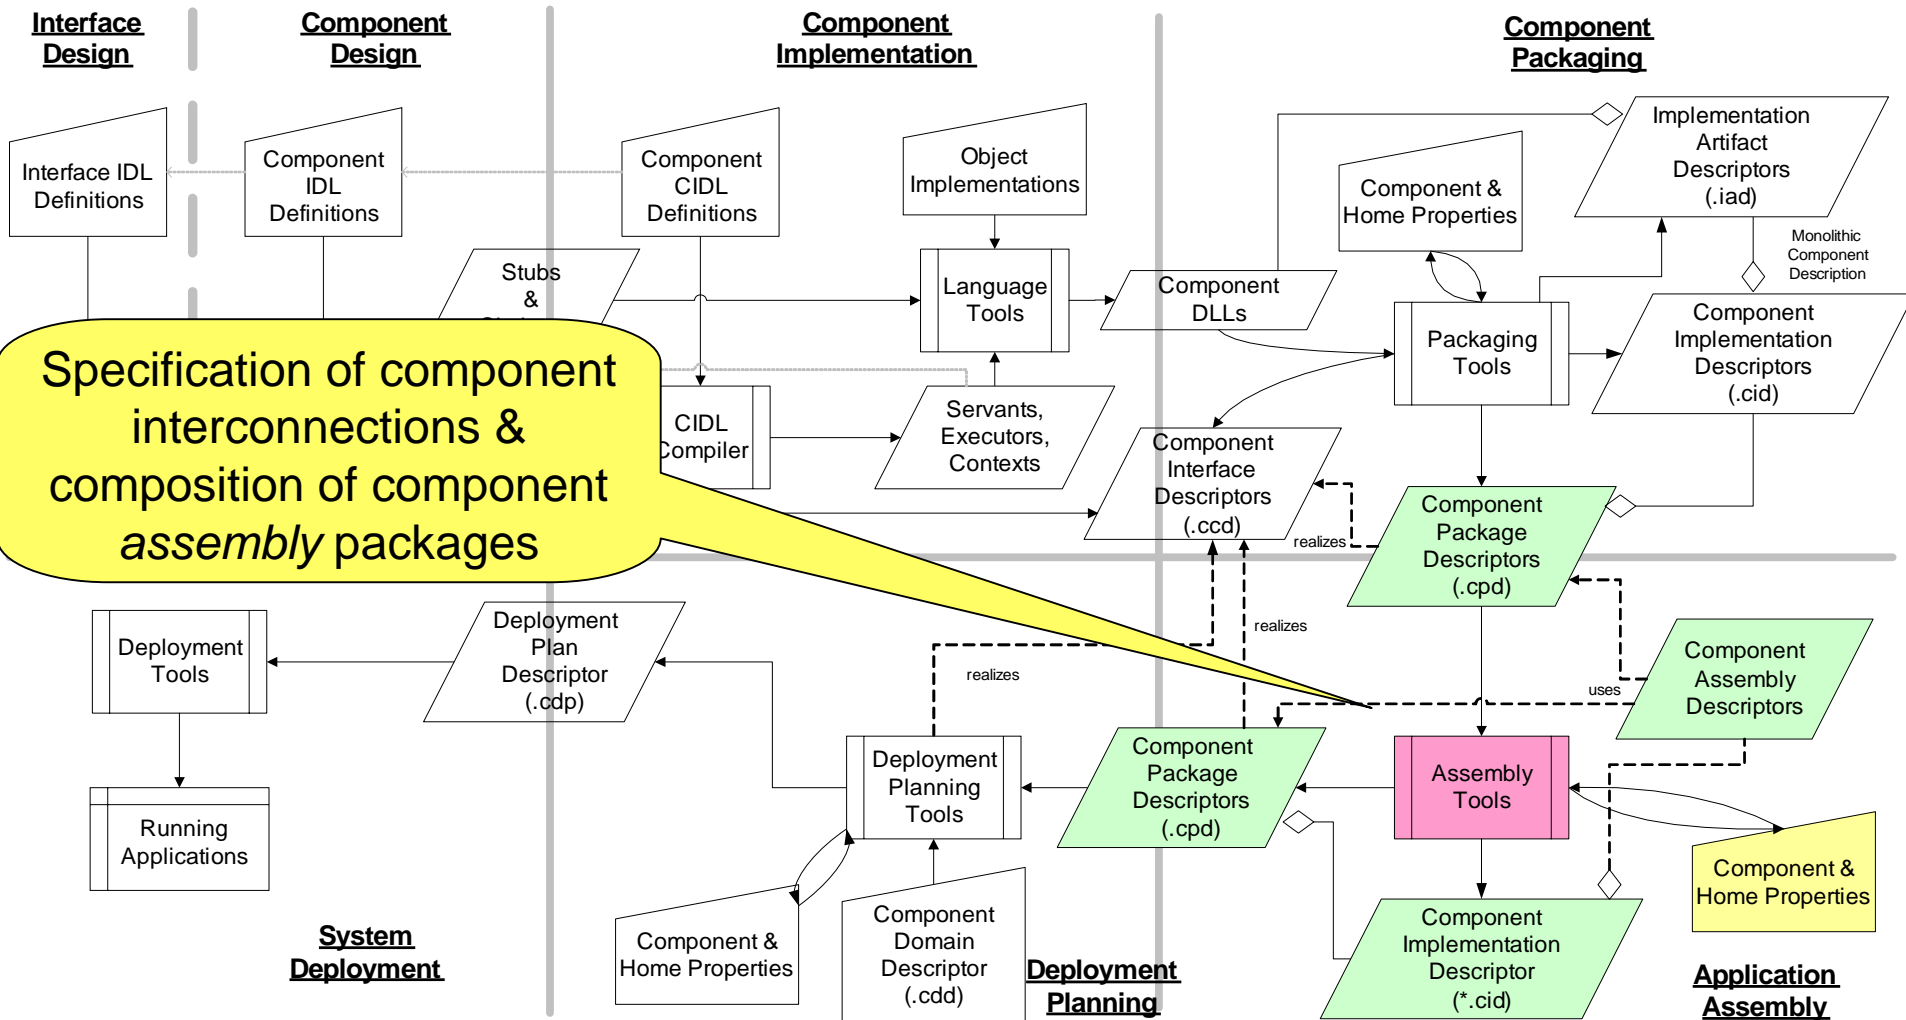 Interface
Design
Component
Design
Component
Implementation
Component
Packaging
Interface IDL
Definitions
Component
IDL
Definitions
Component
CIDL
Definitions
Object
Implementations
Component &
Home Properties
Implementation
Artifact
Descriptors
(.iad)
Monolithic
Component
Description
Stubs
&
Language
Tools
Component
DLLs
Packaging
Tools
Component
Implementation
Descriptors
(.cid)
Specification of component
interconnections &
composition of component
assembly packages
CIDL
Compiler
Servants,
Executors,
Contexts
Component
Interface
Descriptors
(.ccd)
realizes
Component
Package
Descriptors
(.cpd)
Deployment
Tools
Deployment
Plan
Descriptor
(.cdp)
realizes
realizes
uses
Component
Assembly
Descriptors
Running
Applications
Deployment
Planning
Tools
Component
Package
Descriptors
(.cpd)
Assembly
Tools
Component &
Home Properties
System
Deployment
Component &
Home Properties
Component
Domain
Descriptor
(.cdd)
Deployment
Planning
Component
Implementation
Descriptor
(*.cid)
Application
Assembly